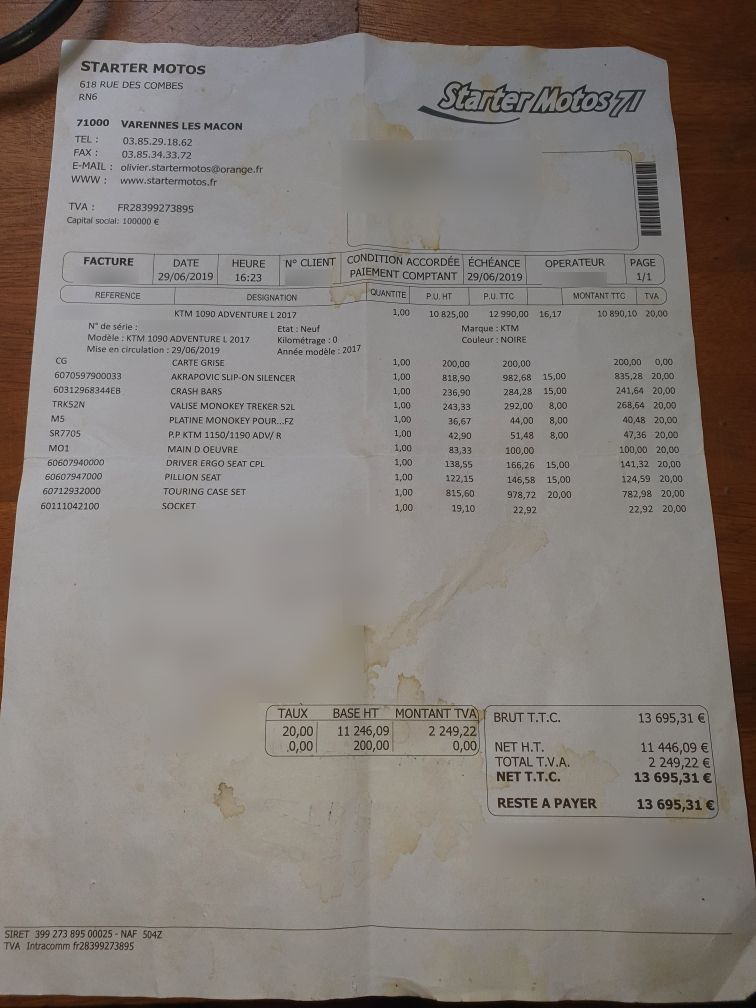 STARTER MOTOS
618 RUE DES COMBES
RN6
71000 VARENNES LES MACON
TEL : 03.85.29.18.62
FAX : 03.85.34.33.72
E-MAIL : olivier.startermotos@orange.fr
WWW : www.startermotos.fr
TVA : FR28399273895
Capital social: 100000 €
Starter Motos 71
FACTURE DATE HEURE N° CLIENT CONDITION ACCORDÉE ÉCHÉANCE OPERATEUR PAGE
29/06/2019 16:23 PAIEMENT COMPTANT 29/06/2019 1/1
REFERENCE DESIGNATION QUANTITE P.U. HT P.U. TTC MONTANT TTC TVA
KTM 1090 ADVENTURE L 2017 1,00 10 825,00 12 990,00 16,17 10 890,10 20,00
N° de série : Etat : Neuf Marque : KTM
Modèle : KTM 1090 ADVENTURE L 2017 Kilométrage : 0 Couleur : NOIRE
Mise en circulation : 29/06/2019 Année modèle : 2017
CG CARTE GRISE 1,00 200,00 200,00 200,00 0,00
6070597900033 AKRAPOVIC SLIP-ON SILENCER 1,00 818,90 982,68 15,00 835,28 20,00
60312968344EB CRASH BARS 1,00 236,90 284,28 15,00 241,64 20,00
TRK52N VALISE MONOKEY TREKER 52L 1,00 243,33 292,00 8,00 268,64 20,00
M5 PLATINE MONOKEY POUR...FZ 1,00 36,67 44,00 8,00 40,48 20,00
SR7705 P.P KTM 1150/1190 ADV/ R 1,00 42,90 51,48 8,00 47,36 20,00
MO1 MAIN D OEUVRE 1,00 83,33 100,00 100,00 20,00
60607940000 DRIVER ERGO SEAT CPL 1,00 138,55 166,26 15,00 141,32 20,00
60607947000 PILLION SEAT 1,00 122,15 146,58 15,00 124,59 20,00
60712932000 TOURING CASE SET 1,00 815,60 978,72 20,00 782,98 20,00
60111042100 SOCKET 1,00 19,10 22,92 22,92 20,00
TAUX BASE HT MONTANT TVA
20,00 11 246,09 2 249,22
0,00 200,00 0,00
BRUT T.T.C. 13 695,31 €
NET H.T. 11 446,09 €
TOTAL T.V.A. 2 249,22 €
NET T.T.C. 13 695,31 €
RESTE A PAYER 13 695,31 €
SIRET 399 273 895 00025 - NAF 504Z
TVA Intracomm fr28399273895